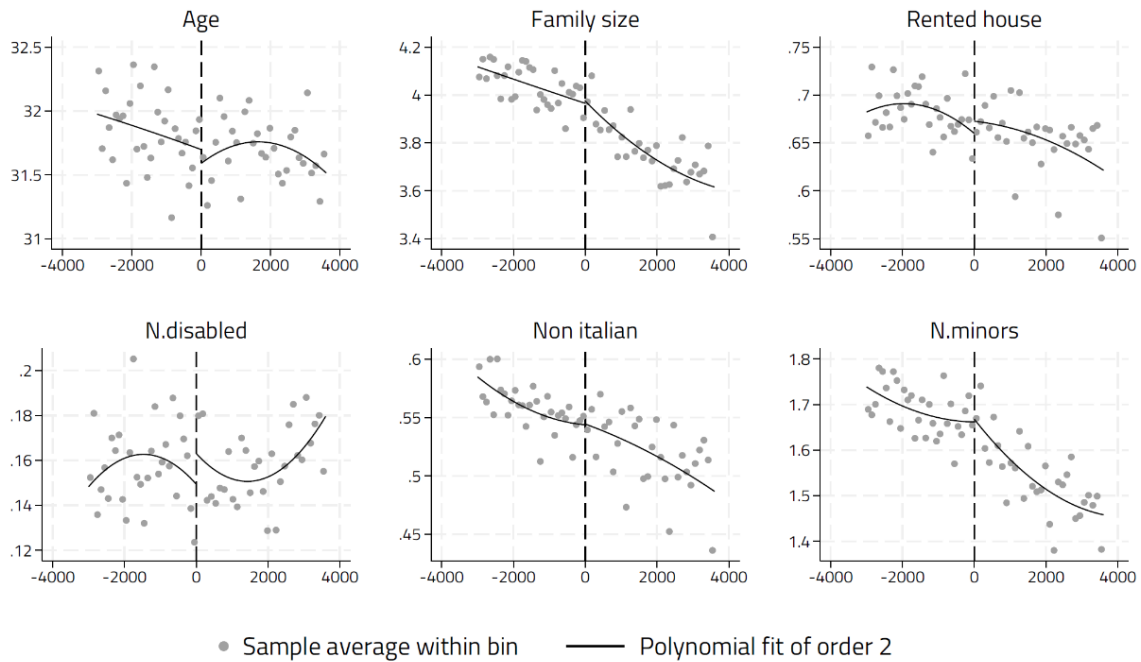 Age
Family size
Rented house
32.5
32
31.5
31
-4000 -2000 0 2000 4000
4.2
4
3.8
3.6
3.4
-4000 -2000 0 2000 4000
.75
.7
.65
.6
.55
-4000 -2000 0 2000 4000
N.disabled
Non italian
N.minors
.2
.18
.16
.14
.12
-4000 -2000 0 2000 4000
.6
.55
.5
.45
-4000 -2000 0 2000 4000
1.8
1.7
1.6
1.5
1.4
-4000 -2000 0 2000 4000
Sample average within bin
Polynomial fit of order 2